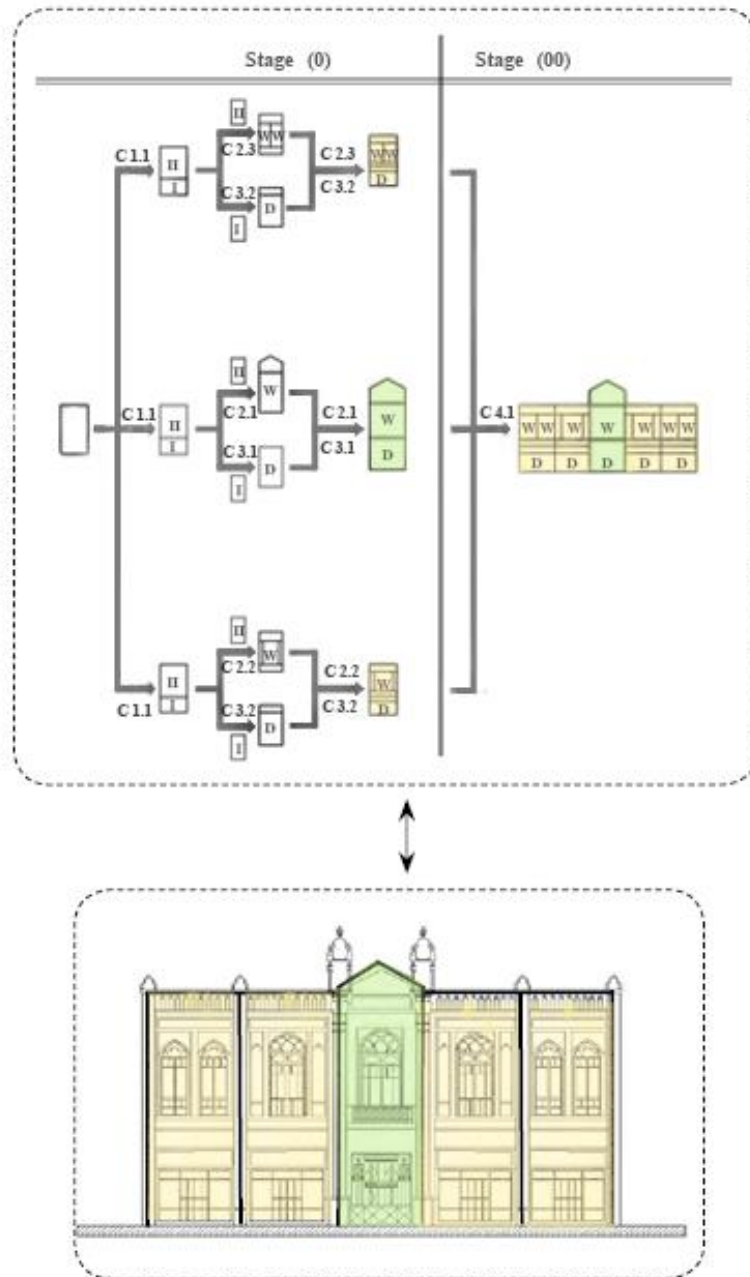 Stage (0) Stage (00)
II
C 1.1 II WW C 2.3 WW
I C 2.3 C 3.2 D
C 3.2 D
I
II
C 1.1 II W C 2.1 W C 4.1 WW W W W WW
I C 2.1 C 3.1 D D D D D D
C 3.1 D
I
II
II W C 2.2 W
C 1.1 I C 2.2 C 3.2 D
C 3.2 D
I